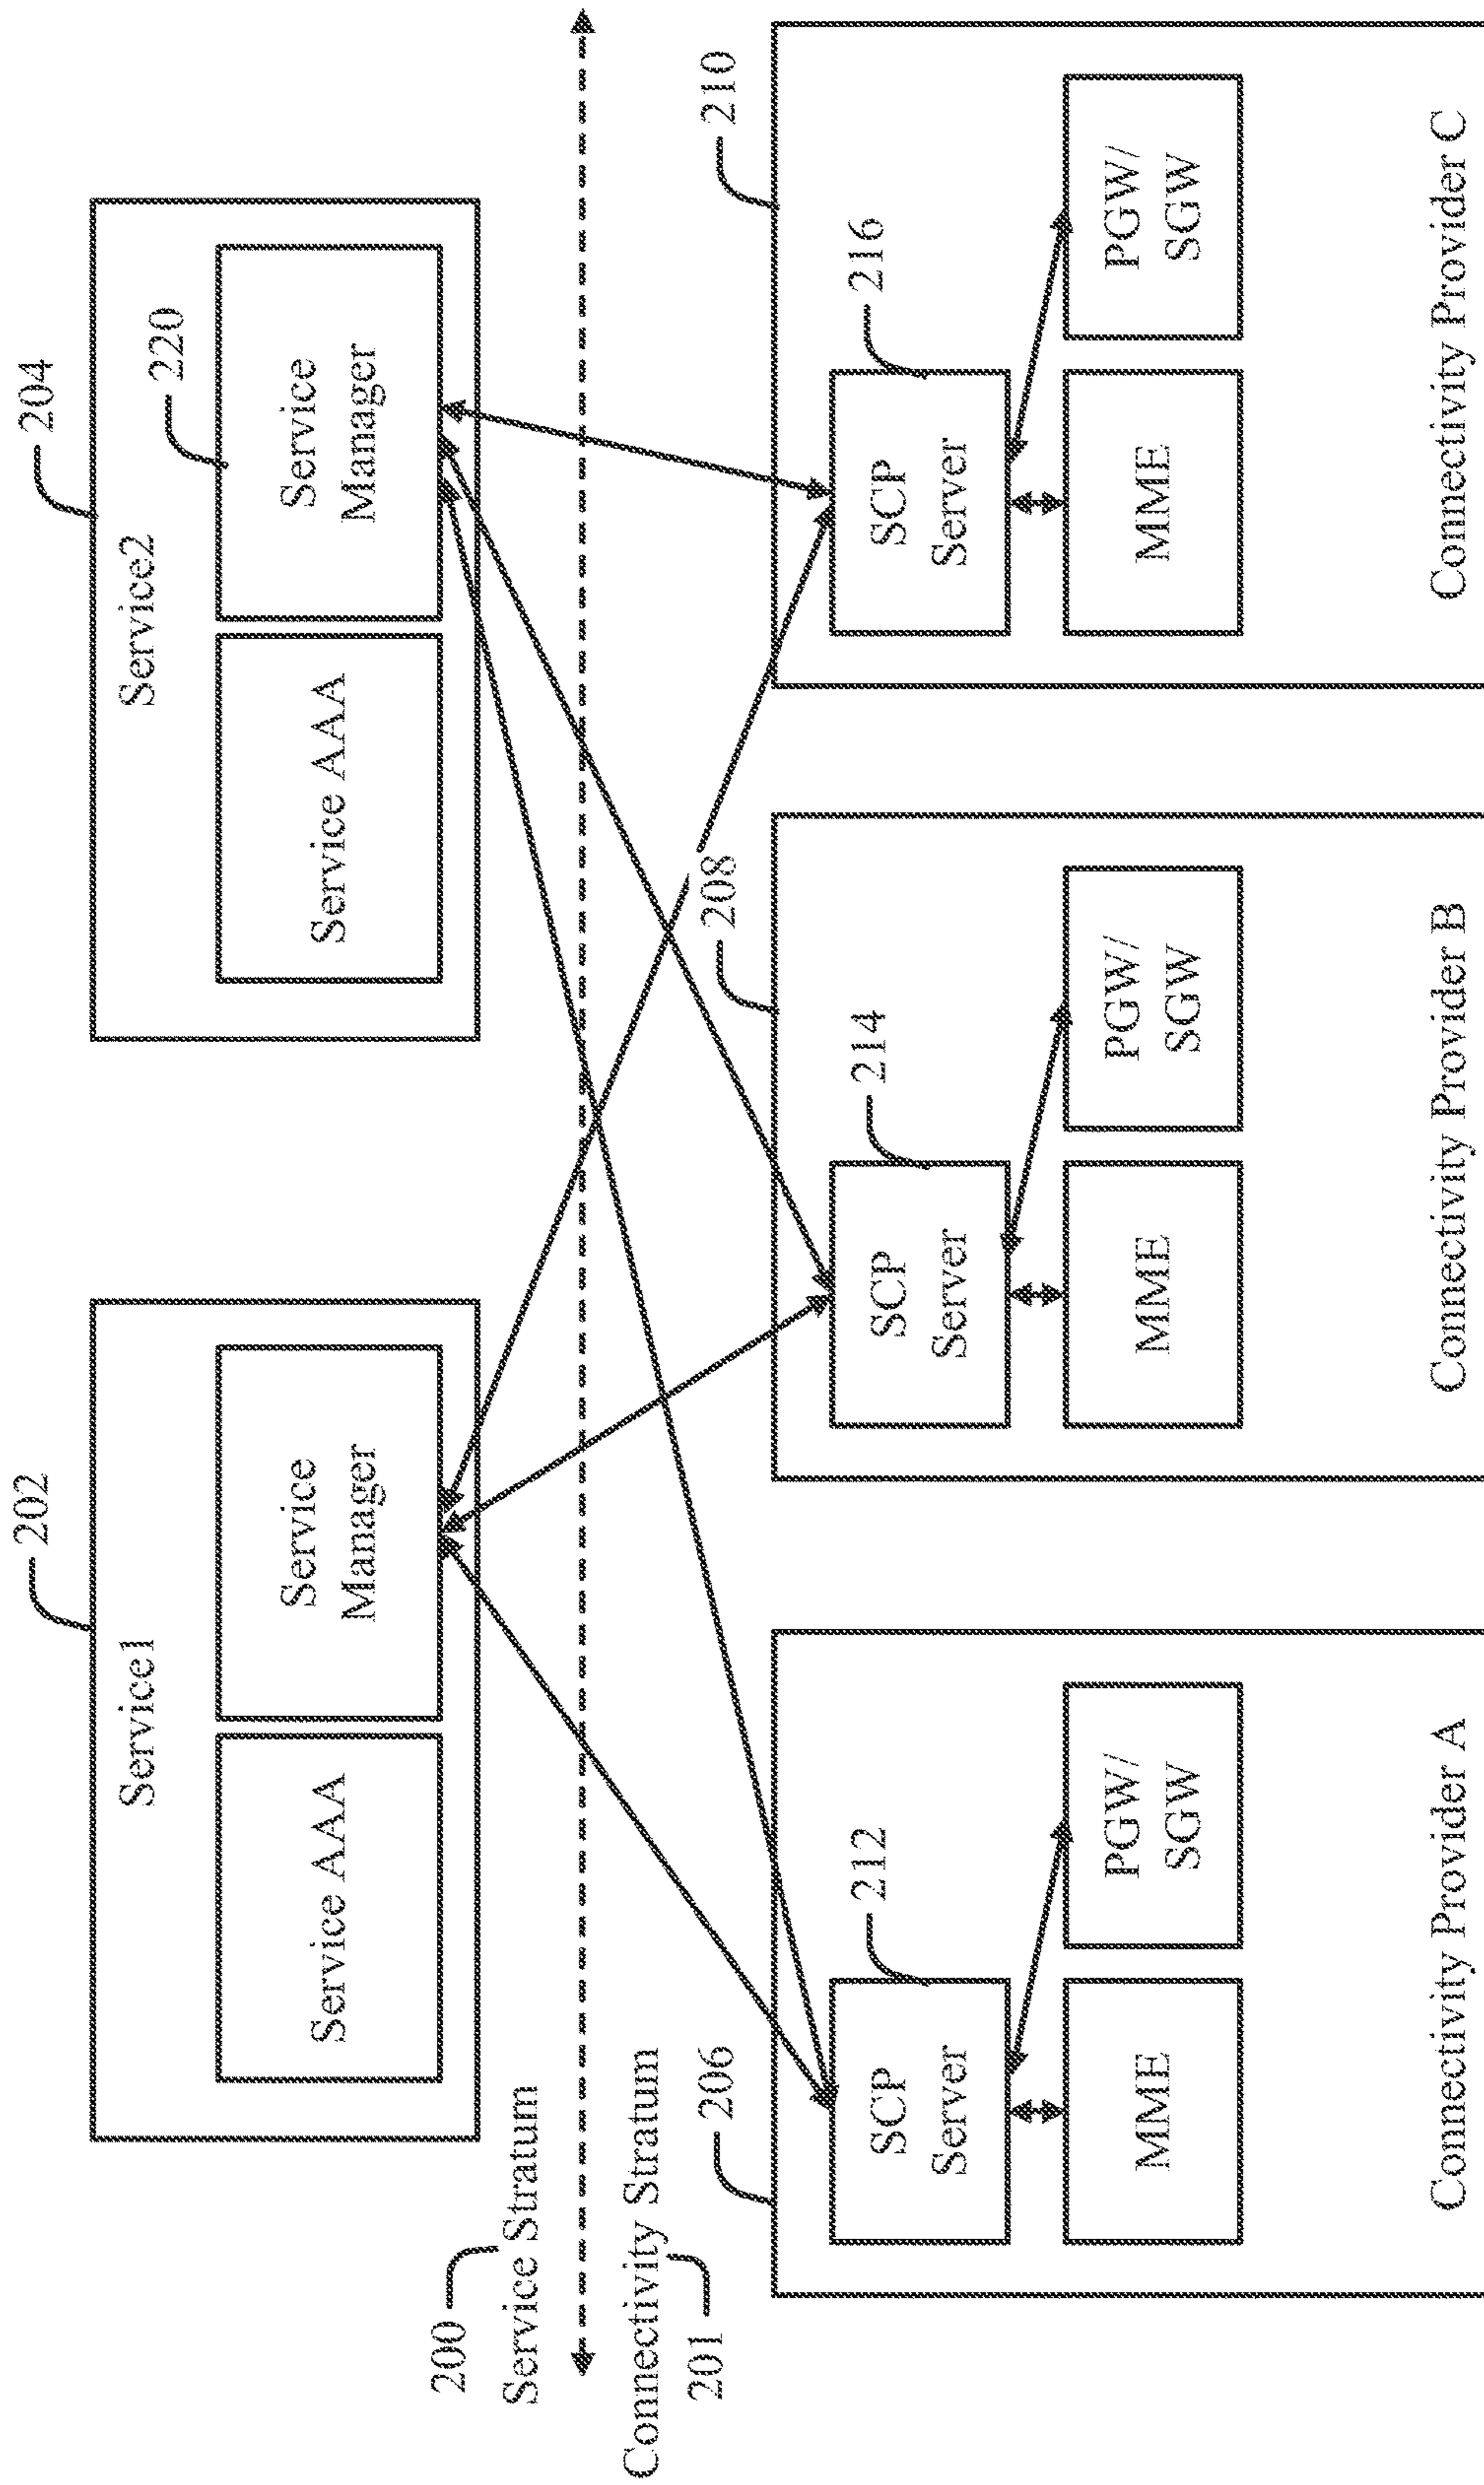 202
204
Service1
Service AAA
Service
Manager
Service2
Service AAA
Service
Manager
220
200
Service Stratum
Connectivity Stratum
201
206
SCP
Server
212
MME
PGW/
SGW
Connectivity Provider A
208
SCP
Server
214
MME
PGW/
SGW
Connectivity Provider B
210
SCP
Server
216
MME
PGW/
SGW
Connectivity Provider C